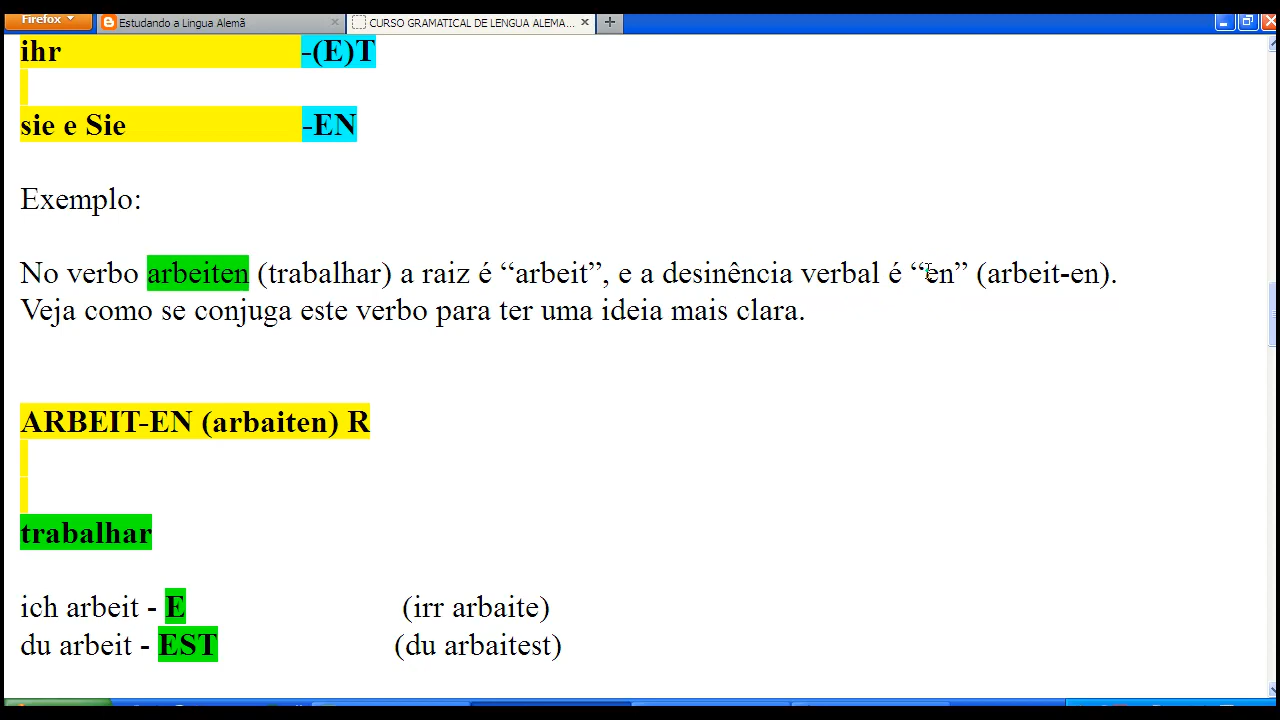 Firefox
Estudando a Lingua Alemã
CURSO GRAMATICAL DE LENGUA ALEMA...
ihr -(E)T
sie e Sie -EN
Exemplo:
No verbo arbeiten (trabalhar) a raiz é “arbeit”, e a desinência verbal é “en” (arbeit-en).
Veja como se conjuga este verbo para ter uma ideia mais clara.
ARBEIT-EN (arbaiten) R
trabalhar
ich arbeit - E (irr arbaite)
du arbeit - EST (du arbaitest)